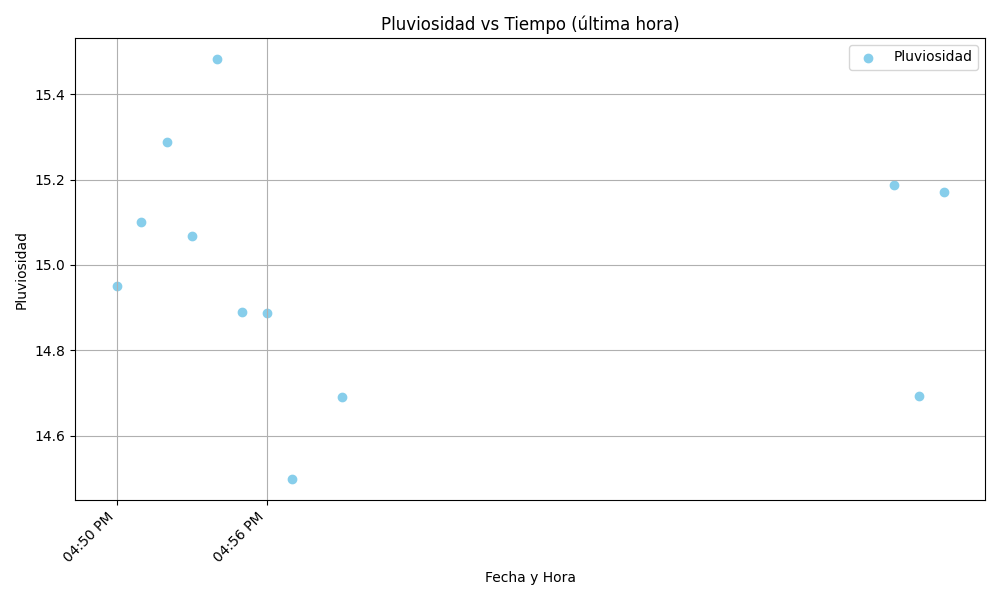 Pluviosidad vs Tiempo (última hora)
Pluviosidad
15.4
15.2
15.0
14.8
14.6
Pluviosidad
04:50 PM
04:56 PM
Fecha y Hora